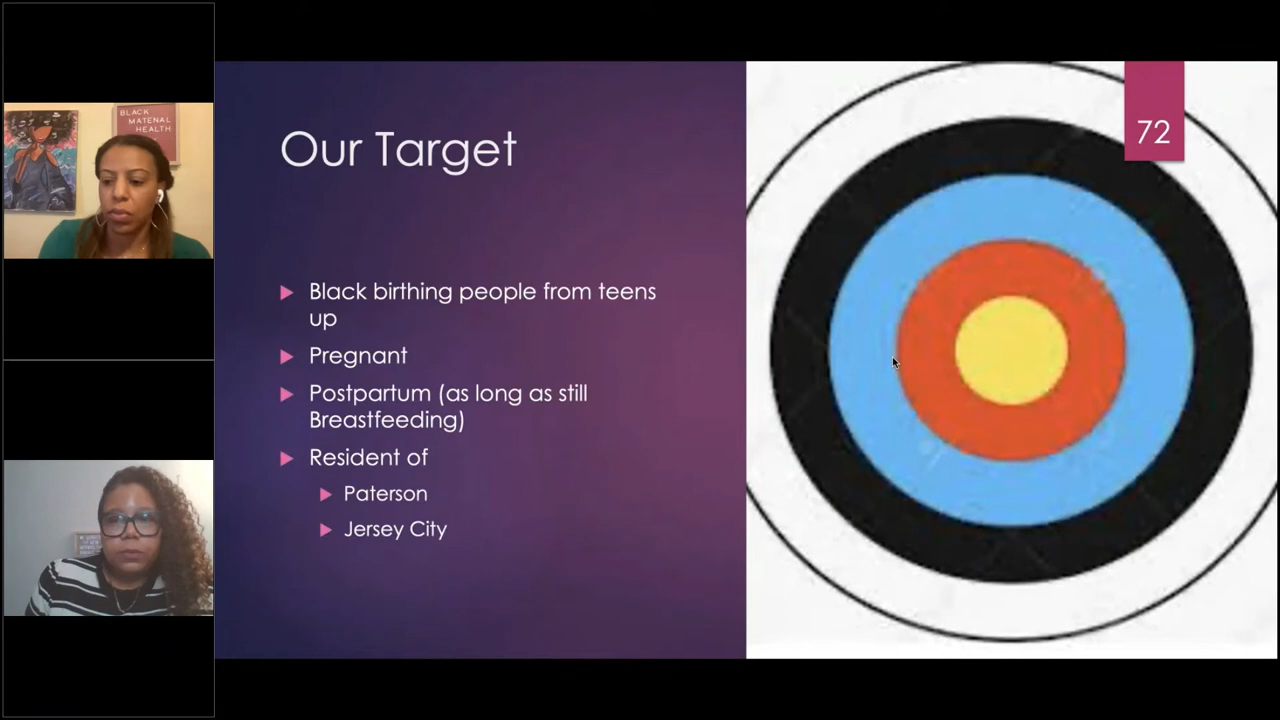 BLACK
MATENAL
HEALTH
Our Target
72
Black birthing people from teens
up
Pregnant
Postpartum (as long as still
Breastfeeding)
Resident of
Paterson
Jersey City